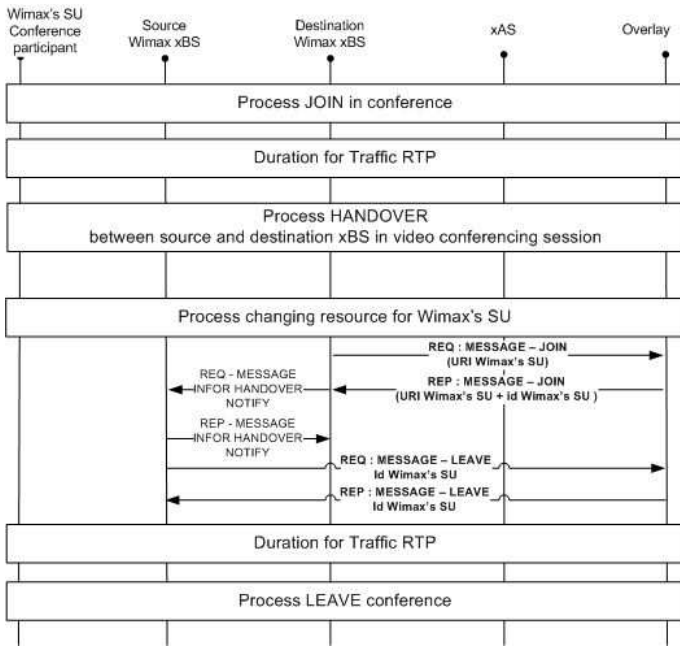 Wimax's SU
Conference
participant
Source
Wimax xBS
Destination
Wimax xBS
xAS
Overlay
Process JOIN in conference
Duration for Traffic RTP
Process HANDOVER
between source and destination xBS in video conferencing session
Process changing resource for Wimax's SU
REQ : MESSAGE – JOIN
(URI Wimax's SU)
REQ - MESSAGE
INFOR HANDOVER
NOTIFY
REP : MESSAGE – JOIN
(URI Wimax's SU + id Wimax's SU )
REP - MESSAGE
INFOR HANDOVER
NOTIFY
REQ : MESSAGE – LEAVE
Id Wimax's SU
REP : MESSAGE – LEAVE
Id Wimax's SU
Duration for Traffic RTP
Process LEAVE conference